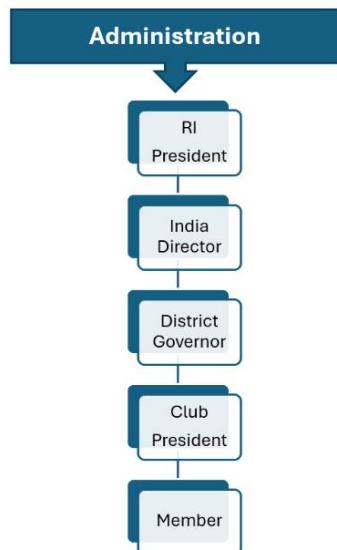 Administration
RI
President
India
Director
District
Governor
Club
President
Member